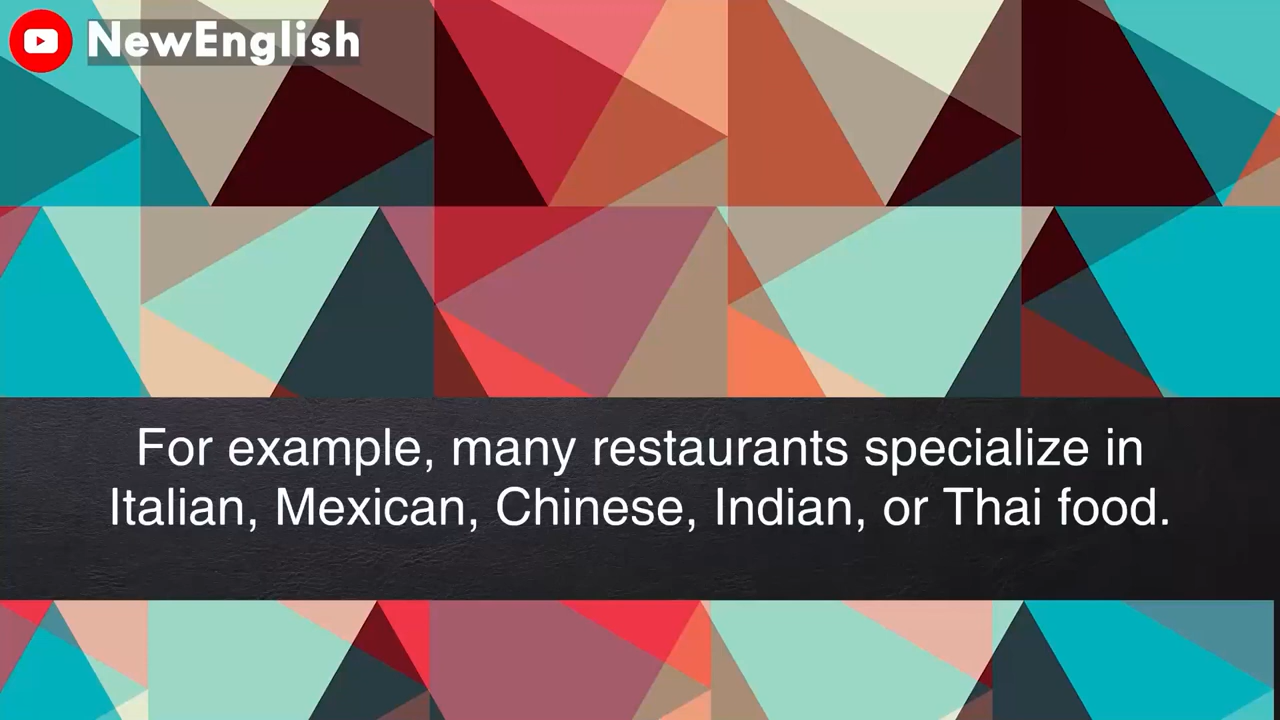 NewEnglish
For example, many restaurants specialize in
Italian, Mexican, Chinese, Indian, or Thai food.